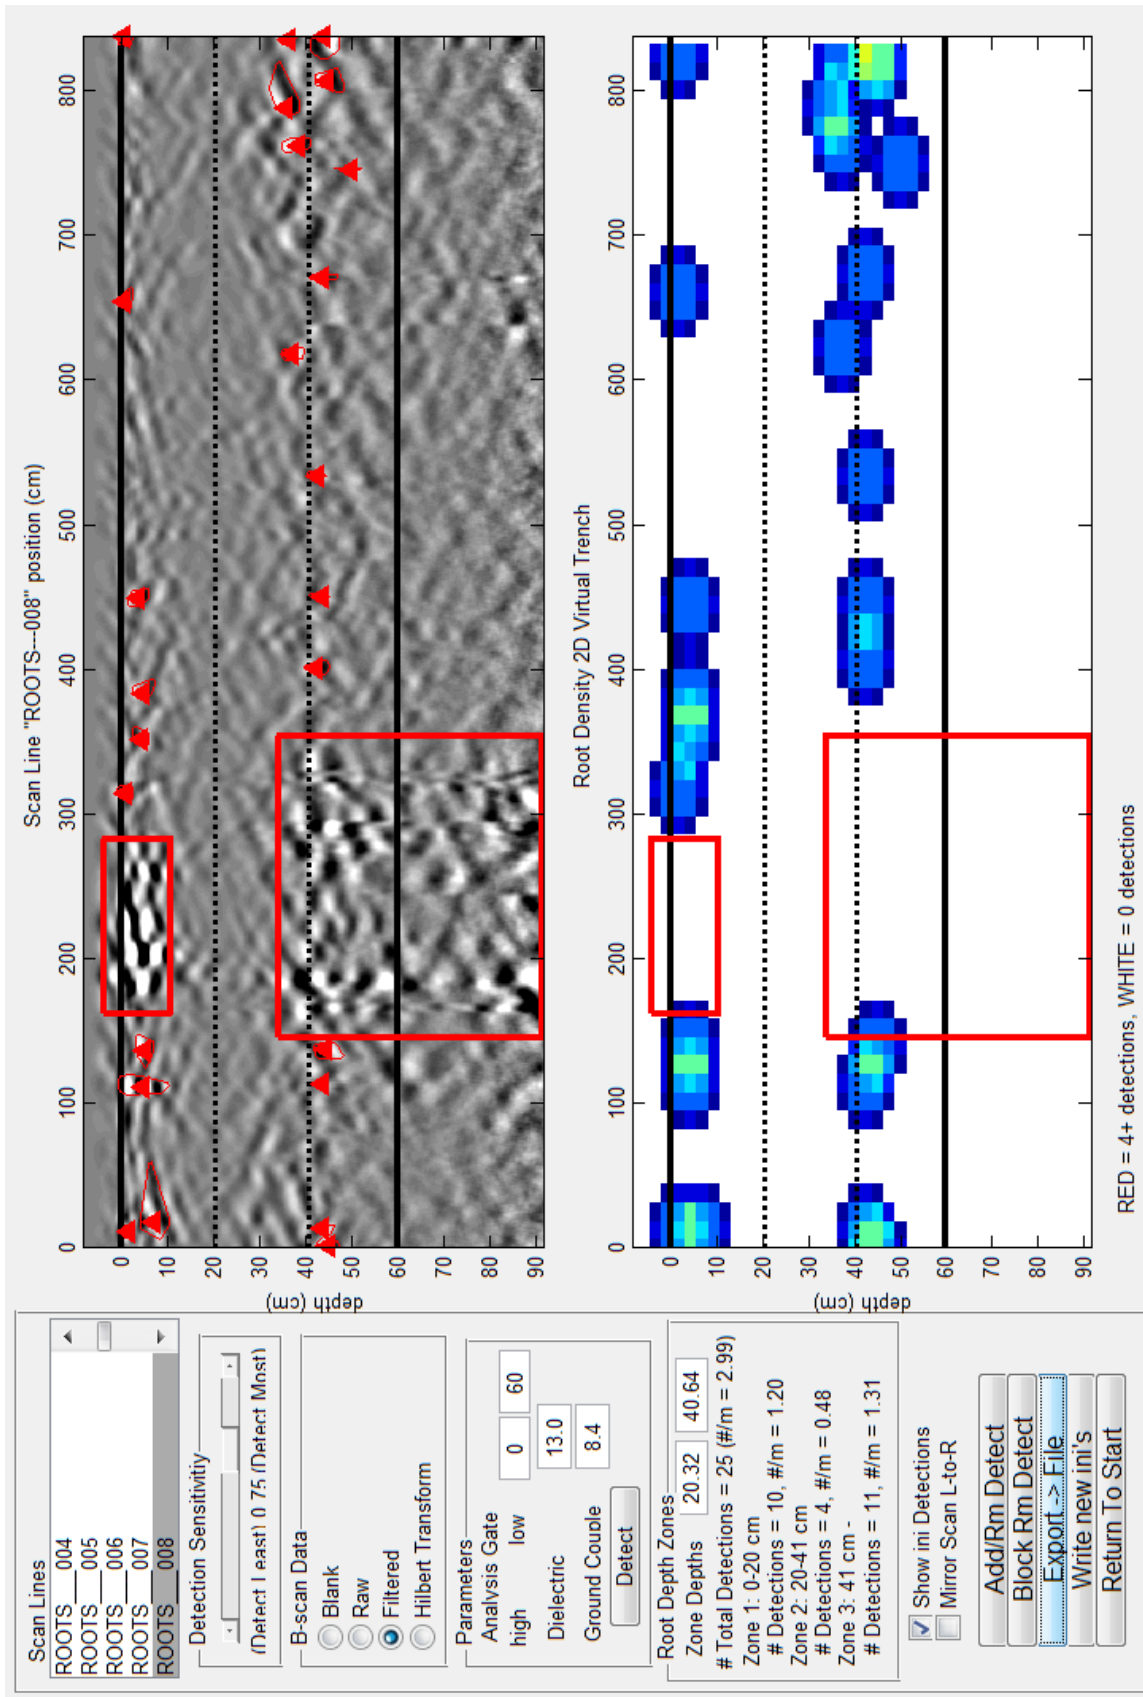 Scan Lines
ROOTS___004
ROOTS___005
ROOTS___006
ROOTS___007
ROOTS___008
Detection Sensitivitiy
(Detect Least) 0.75 (Detect Most)
B-scan Data
Blank
Raw
Filtered
Hilbert Transform
Parameters
Analysis Gate
high 0 60
low
Dielectric 13.0
Ground Couple 8.4
Detect
Root Depth Zones
Zone Depths 20.32 40.64
# Total Detections = 25 (#/m = 2.99)
Zone 1: 0-20 cm
# Detections = 10, #/m = 1.20
Zone 2: 20-41 cm
# Detections = 4, #/m = 0.48
Zone 3: 41 cm -
# Detections = 11, #/m = 1.31
Show ini Detections
Mirror Scan L-to-R
Add/Rm Detect
Block Rm Detect
Export -> File
Write new ini's
Return To Start
Scan Line "ROOTS---008" position (cm)
0 100 200 300 400 500 600 700 800
0
10
20
30
40
50
60
70
80
90
depth (cm)
Root Density 2D Virtual Trench
0 100 200 300 400 500 600 700 800
0
10
20
30
40
50
60
70
80
90
depth (cm)
RED = 4+ detections, WHITE = 0 detections